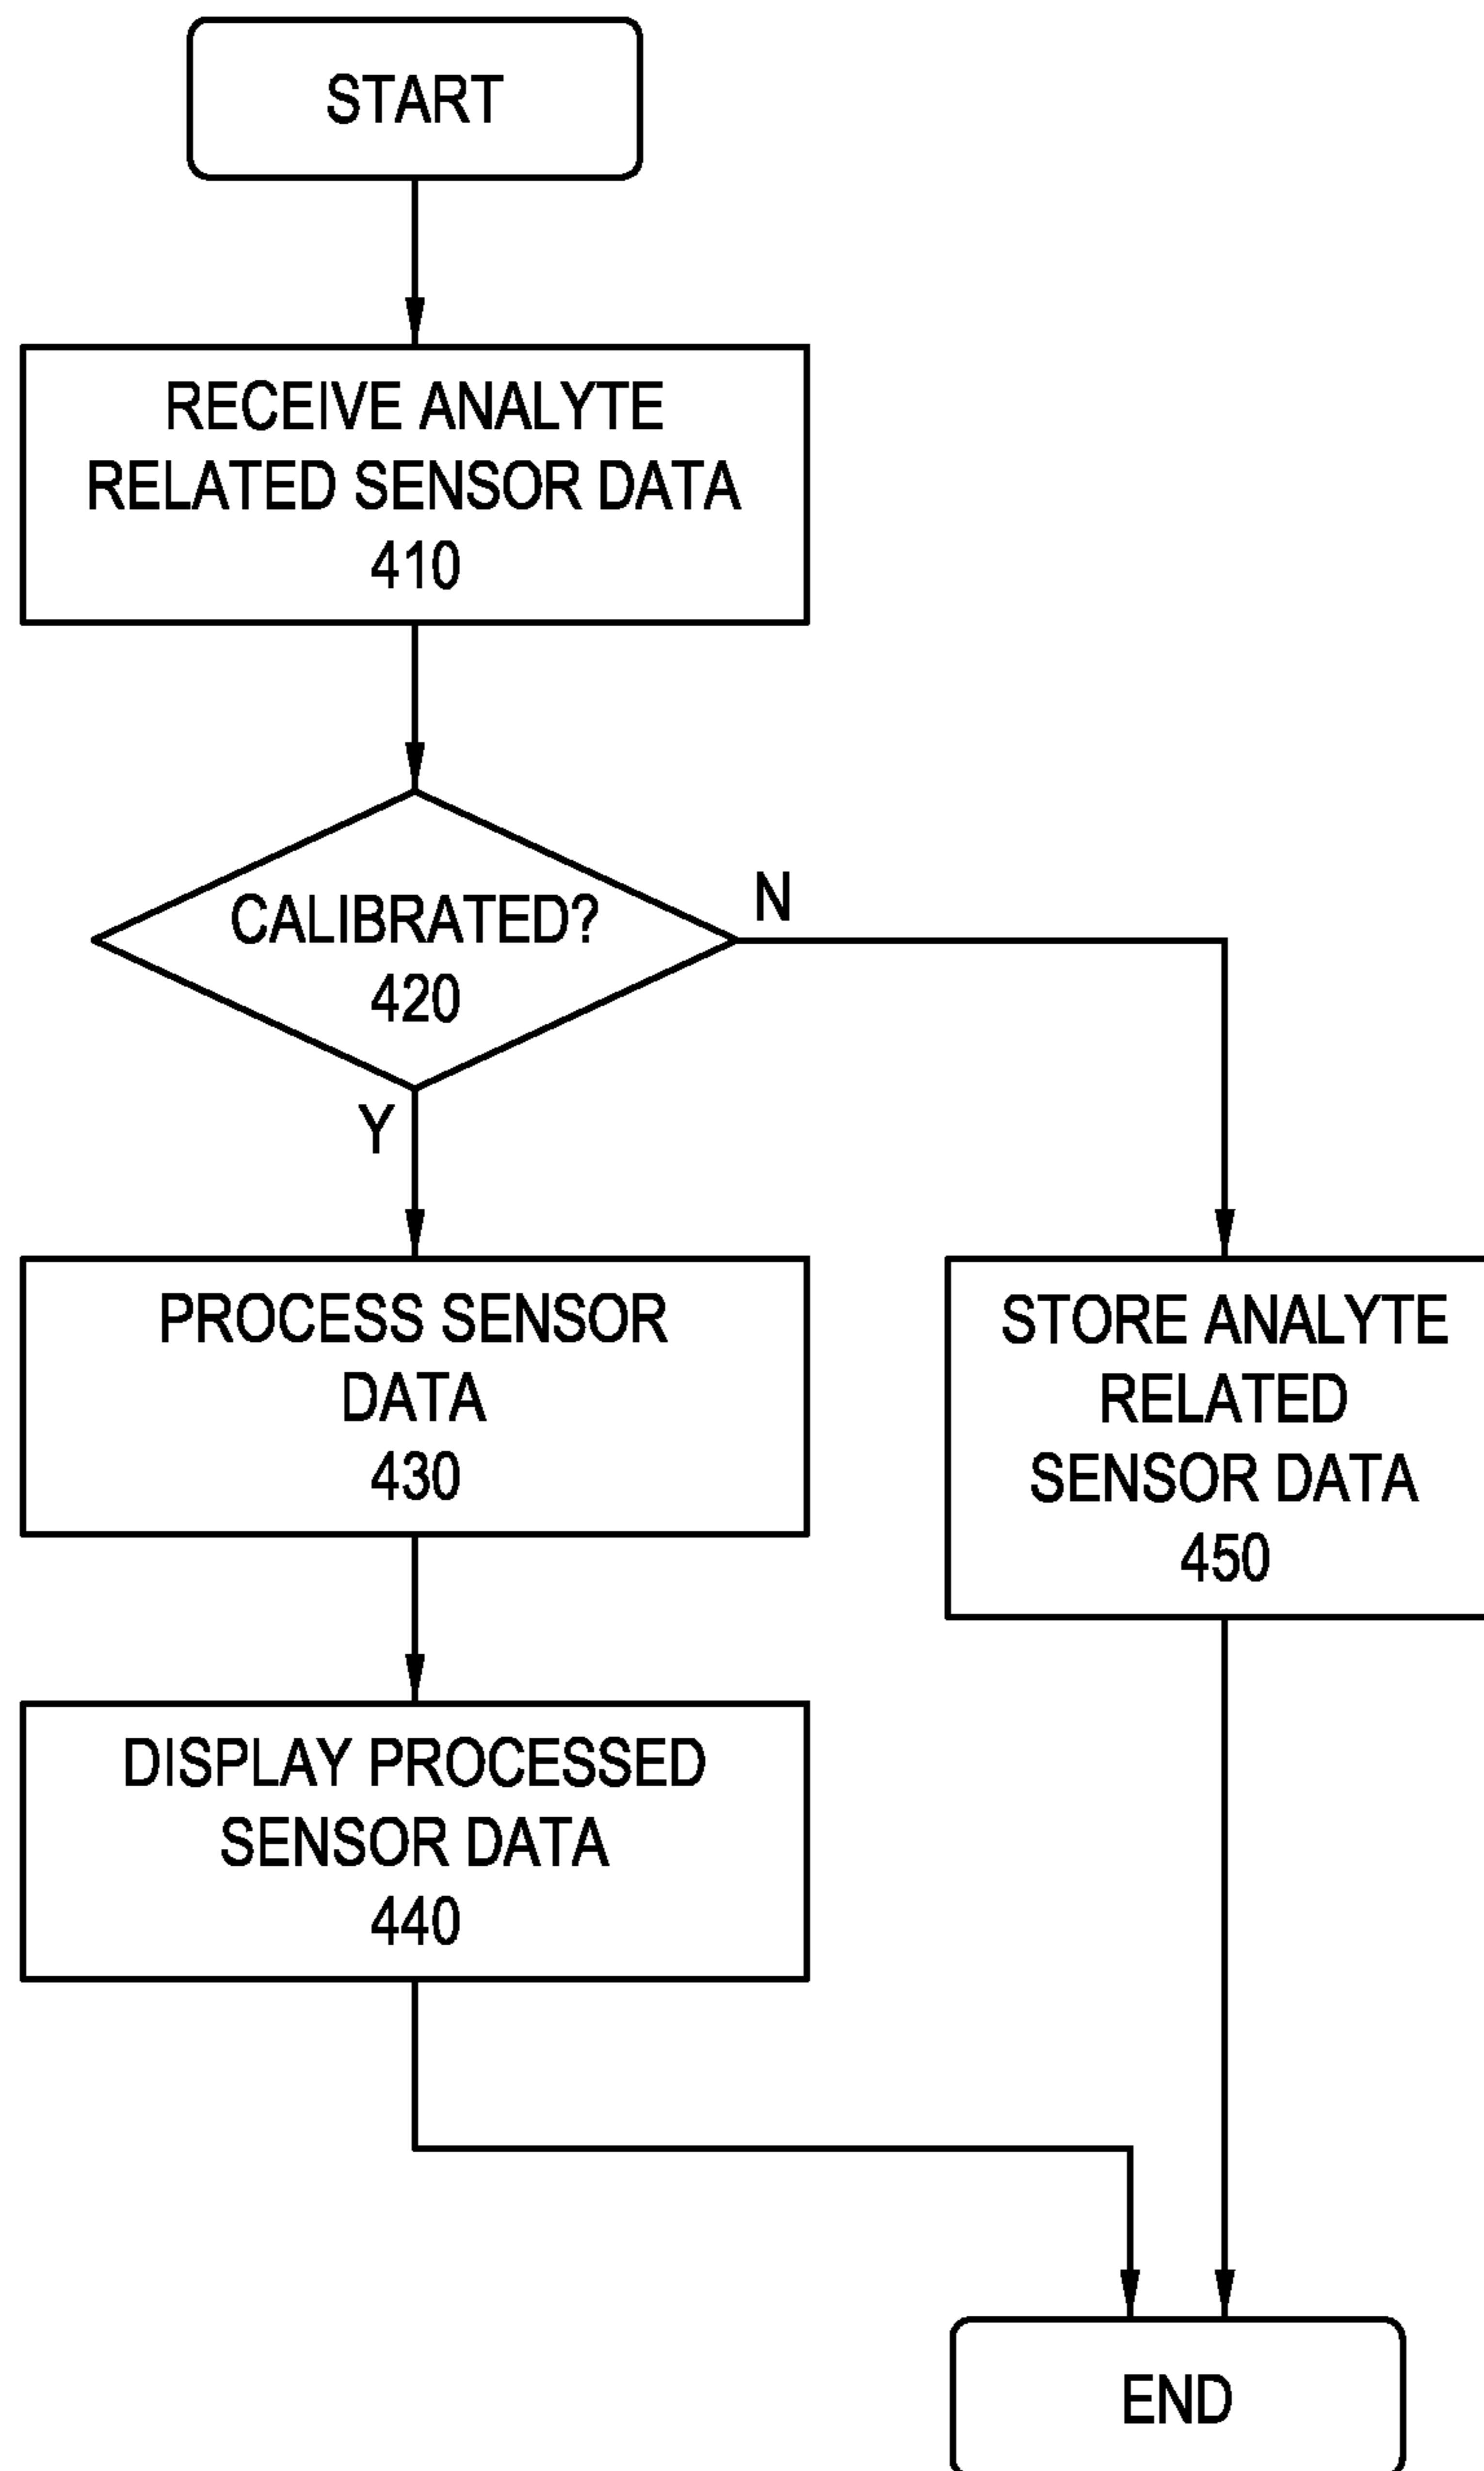 START
RECEIVE ANALYTE
RELATED SENSOR DATA
410
CALIBRATED?
420
N
Y
PROCESS SENSOR
DATA
430
STORE ANALYTE
RELATED
SENSOR DATA
450
DISPLAY PROCESSED
SENSOR DATA
440
END